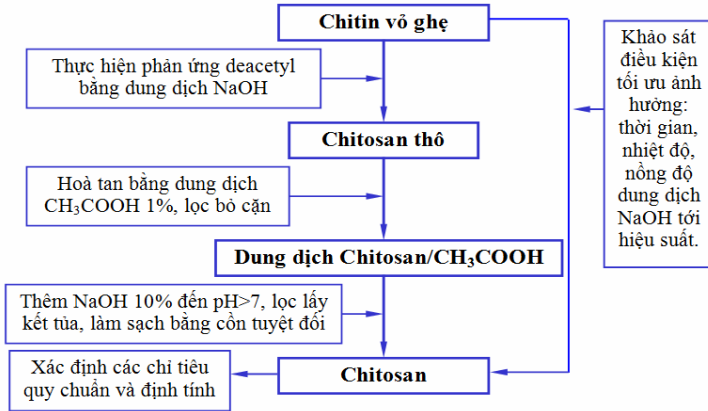 Chitin vỏ ghẹ
Thực hiện phản ứng deacetyl
bằng dung dịch NaOH
Chitosan thô
Hoà tan bằng dung dịch
CH₃COOH 1%, lọc bỏ cặn
Dung dịch Chitosan/CH₃COOH
Thêm NaOH 10% đến pH>7, lọc lấy
kết tủa, làm sạch bằng cồn tuyệt đối
Chitosan
Xác định các chỉ tiêu
quy chuẩn và định tính
Khảo sát
điều kiện
tối ưu ảnh
hưởng:
thời gian,
nhiệt độ,
nồng độ
dung dịch
NaOH tới
hiệu suất.